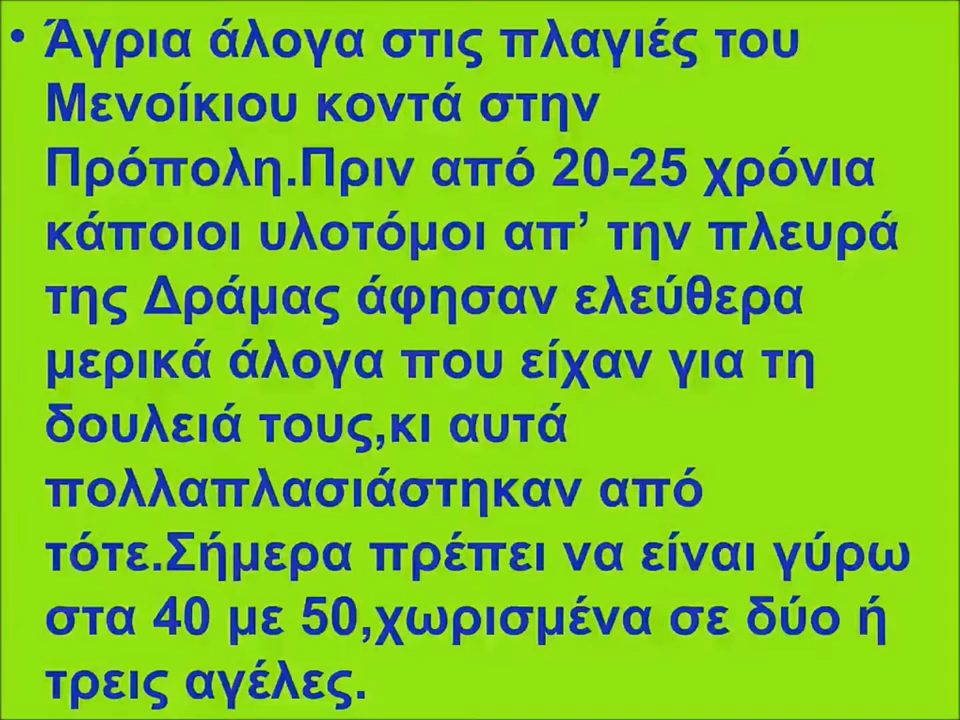 • Άγρια άλογα στις πλαγιές του
Μενοίκιου κοντά στην
Πρόπολη.Πριν από 20-25 χρόνια
κάποιοι υλοτόμοι απ’ την πλευρά
της Δράμας άφησαν ελεύθερα
μερικά άλογα που είχαν για τη
δουλειά τους,κι αυτά
πολλαπλασιάστηκαν από
τότε.Σήμερα πρέπει να είναι γύρω
στα 40 με 50,χωρισμένα σε δύο ή
τρεις αγέλες.